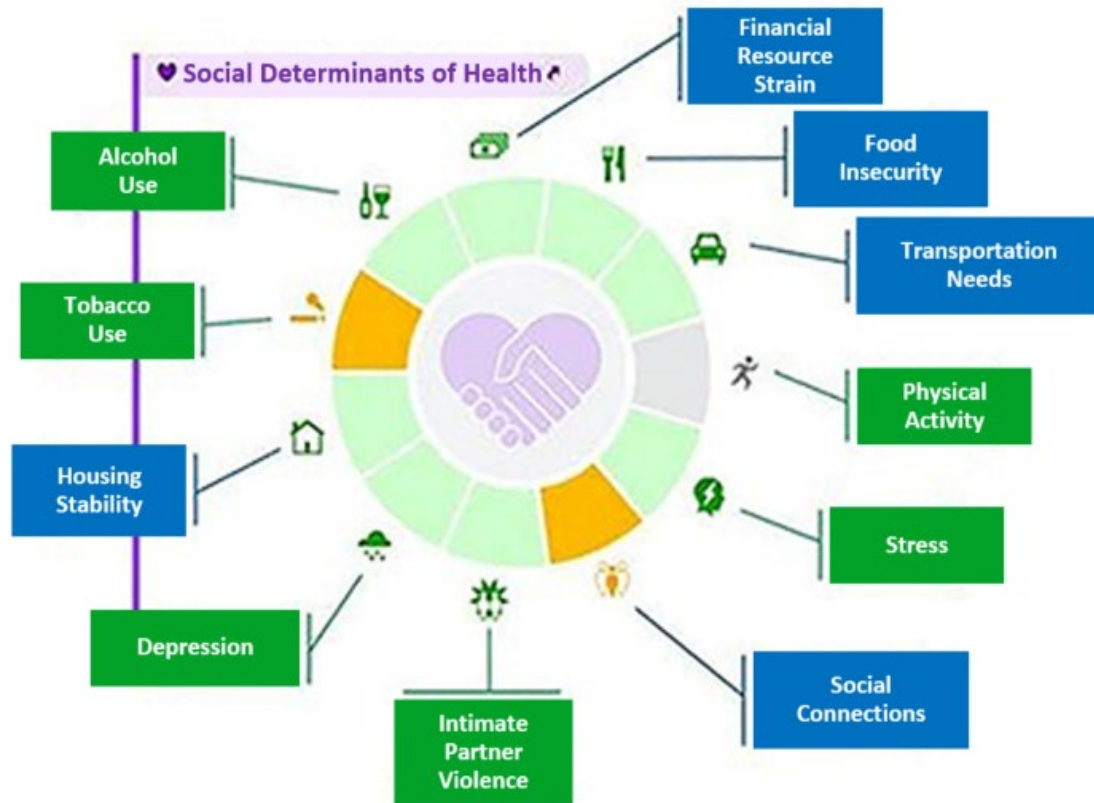 Social Determinants of Health
Financial
Resource
Strain
Food
Insecurity
Transportation
Needs
Physical
Activity
Stress
Social
Connections
Intimate
Partner
Violence
Depression
Housing
Stability
Tobacco
Use
Alcohol
Use